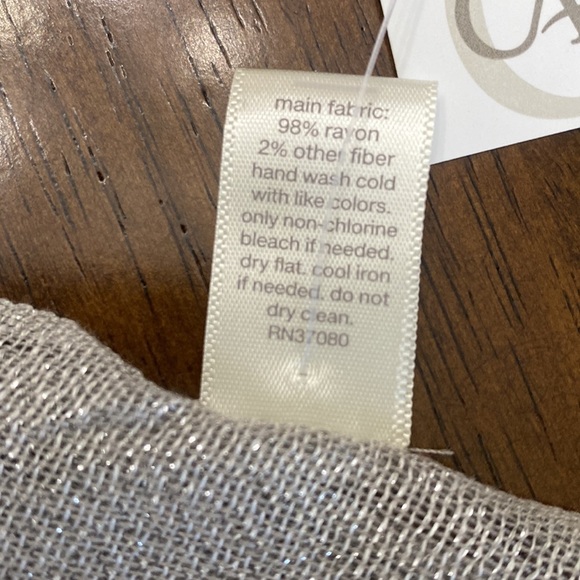 main fabric:
98% rayon
2% other fiber
hand wash cold
with like colors.
only non-chlorine
bleach if needed.
dry flat. cool iron
if needed. do not
dry clean.
RN37080